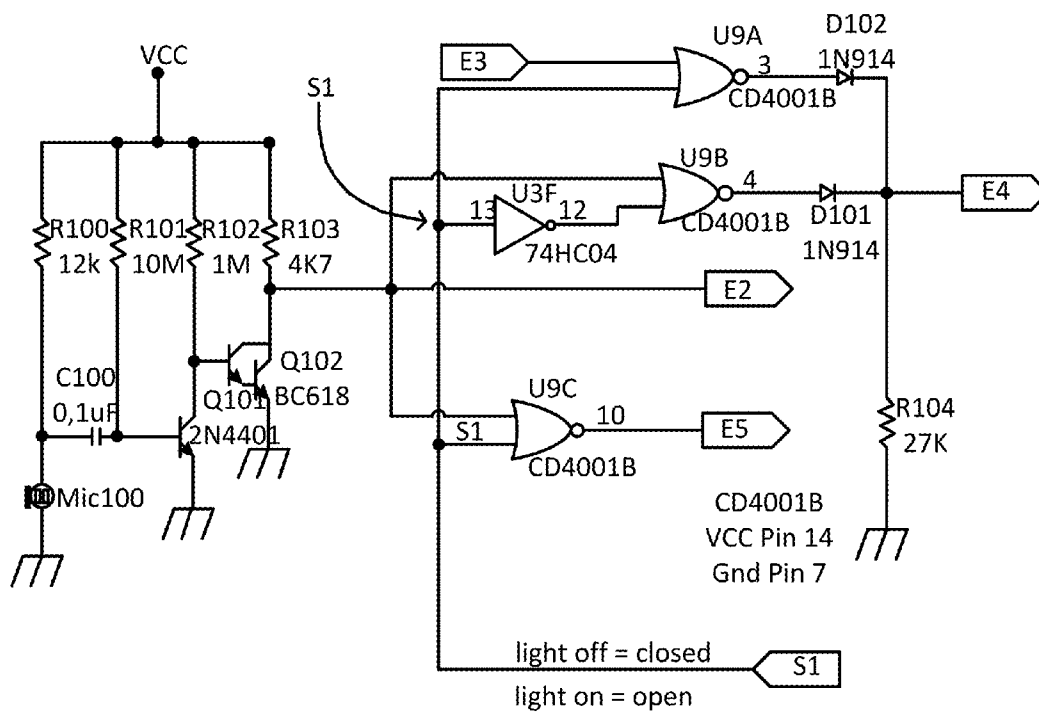 VCC
S1
E3
U9A
3
CD4001B
D102
1N914
U9B
4
CD4001B
D101
1N914
E4
U3F
13
12
74HC04
R100
12k
R101
10M
R102
1M
R103
4K7
E2
C100
0,1uF
Q101
2N4401
Q102
BC618
U9C
10
S1
CD4001B
E5
R104
27K
Mic100
CD4001B
VCC Pin 14
Gnd Pin 7
light off = closed
S1
light on = open